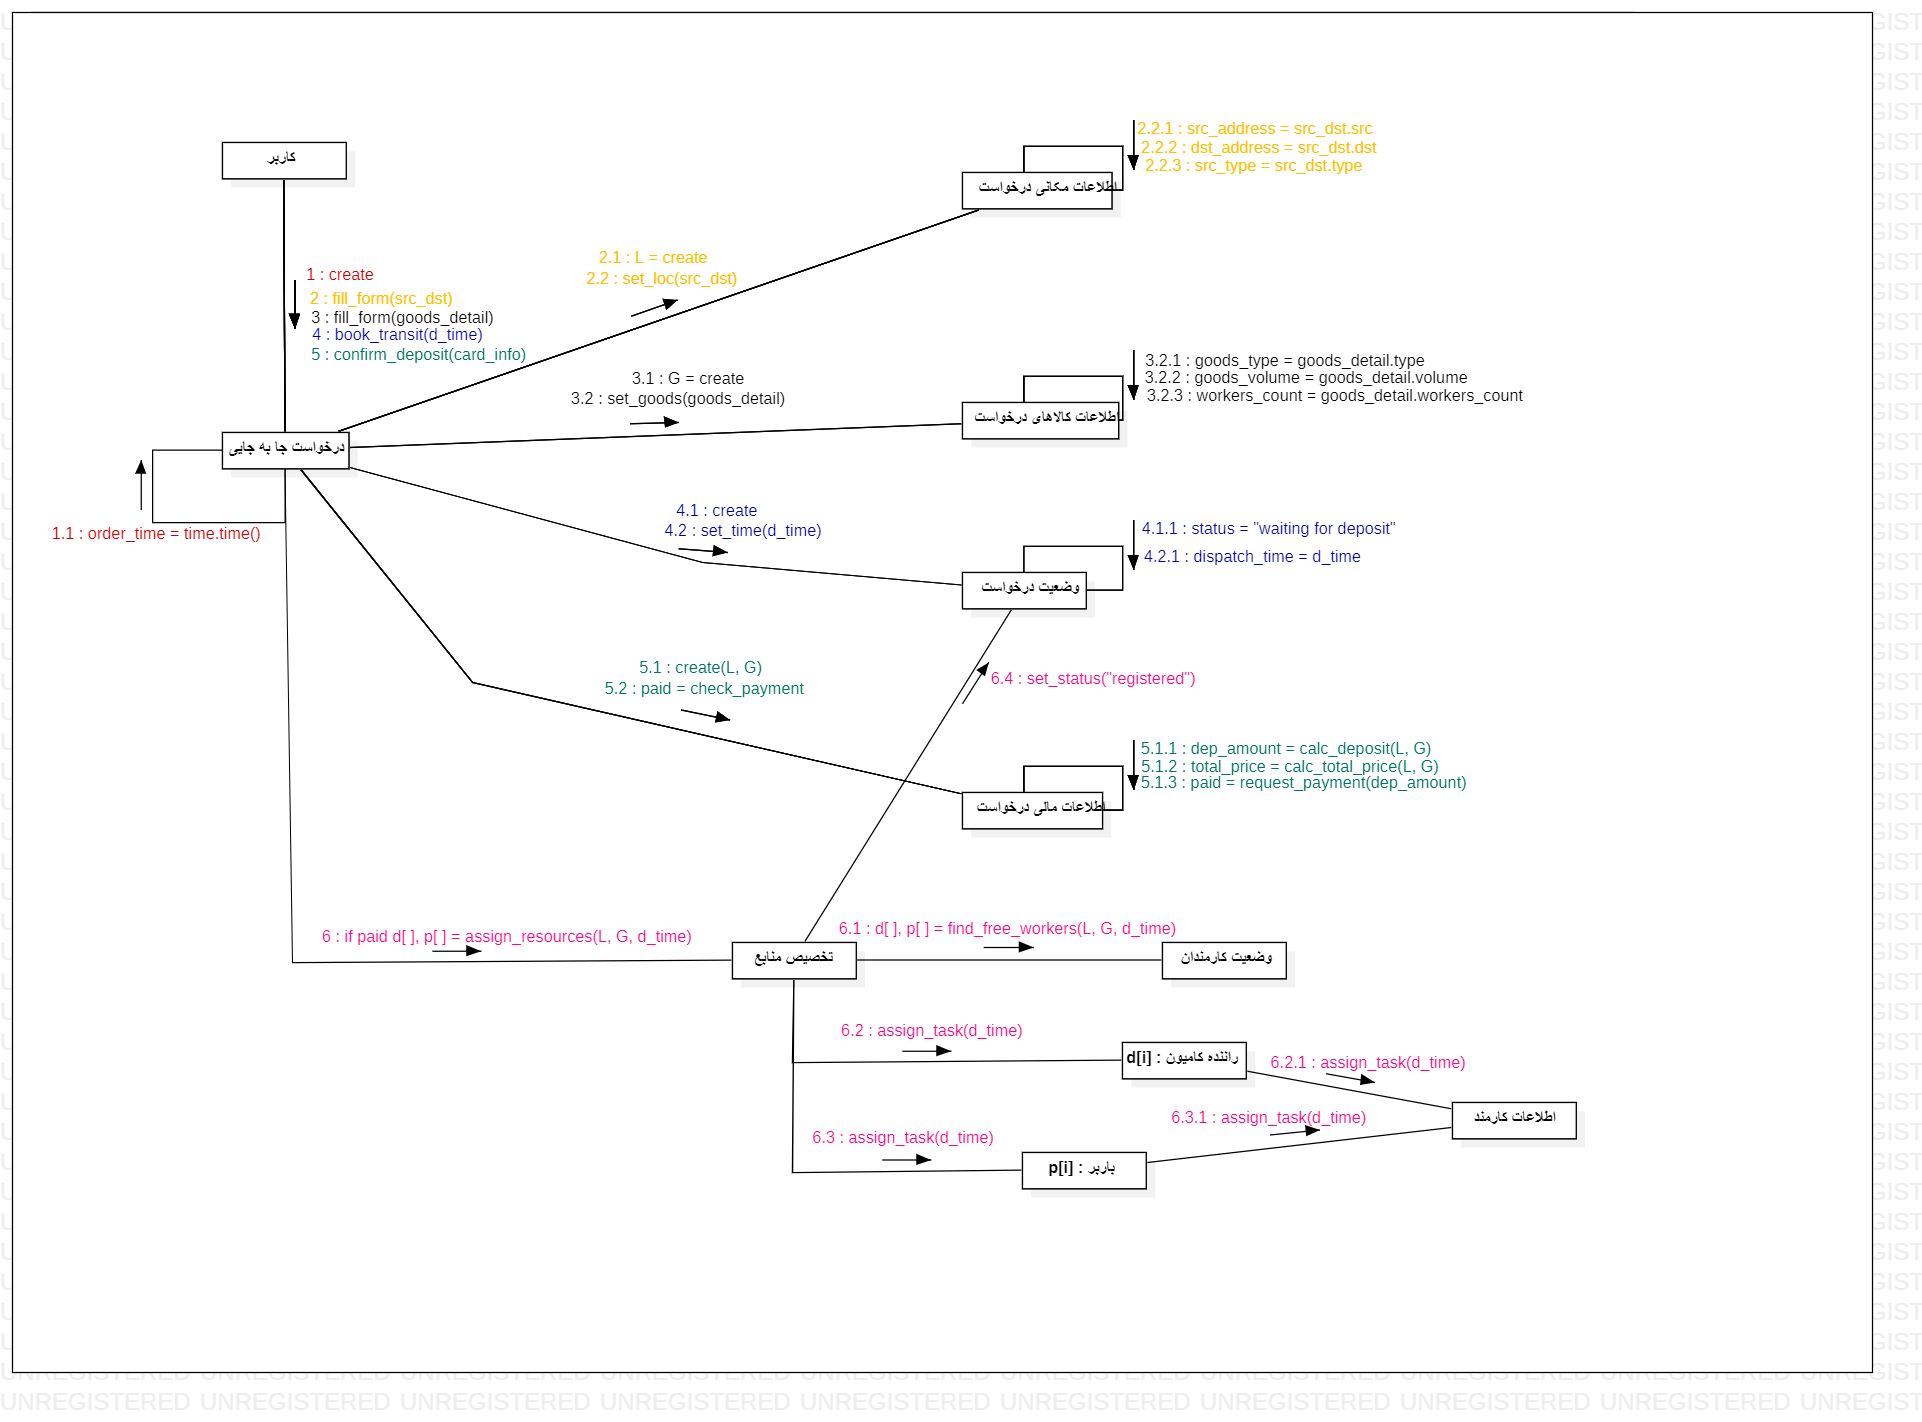 کاربر
1 : create
2 : fill_form(src_dst)
3 : fill_form(goods_detail)
4 : book_transit(d_time)
5 : confirm_deposit(card_info)
درخواست جا به جایی
1.1 : order_time = time.time()
2.1 : L = create
2.2 : set_loc(src_dst)
اطلاعات مکانی درخواست
2.2.1 : src_address = src_dst.src
2.2.2 : dst_address = src_dst.dst
2.2.3 : src_type = src_dst.type
3.1 : G = create
3.2 : set_goods(goods_detail)
اطلاعات کالاهای درخواست
3.2.1 : goods_type = goods_detail.type
3.2.2 : goods_volume = goods_detail.volume
3.2.3 : workers_count = goods_detail.workers_count
4.1 : create
4.2 : set_time(d_time)
وضعیت درخواست
4.1.1 : status = "waiting for deposit"
4.2.1 : dispatch_time = d_time
5.1 : create(L, G)
5.2 : paid = check_payment
6.4 : set_status("registered")
اطلاعات مالی درخواست
5.1.1 : dep_amount = calc_deposit(L, G)
5.1.2 : total_price = calc_total_price(L, G)
5.1.3 : paid = request_payment(dep_amount)
6 : if paid d[ ], p[ ] = assign_resources(L, G, d_time)
تخصیص منابع
6.1 : d[ ], p[ ] = find_free_workers(L, G, d_time)
وضعیت کارمندان
6.2 : assign_task(d_time)
راننده کامیون : d[i]
6.2.1 : assign_task(d_time)
6.3 : assign_task(d_time)
باربر : p[i]
6.3.1 : assign_task(d_time)
اطلاعات کارمند
UNREGISTERED UNREGISTERED UNREGISTERED UNREGISTERED UNREGISTERED UNREGISTERED UNREGISTERED UNREGISTERED UNREGISTERED UNREGIST